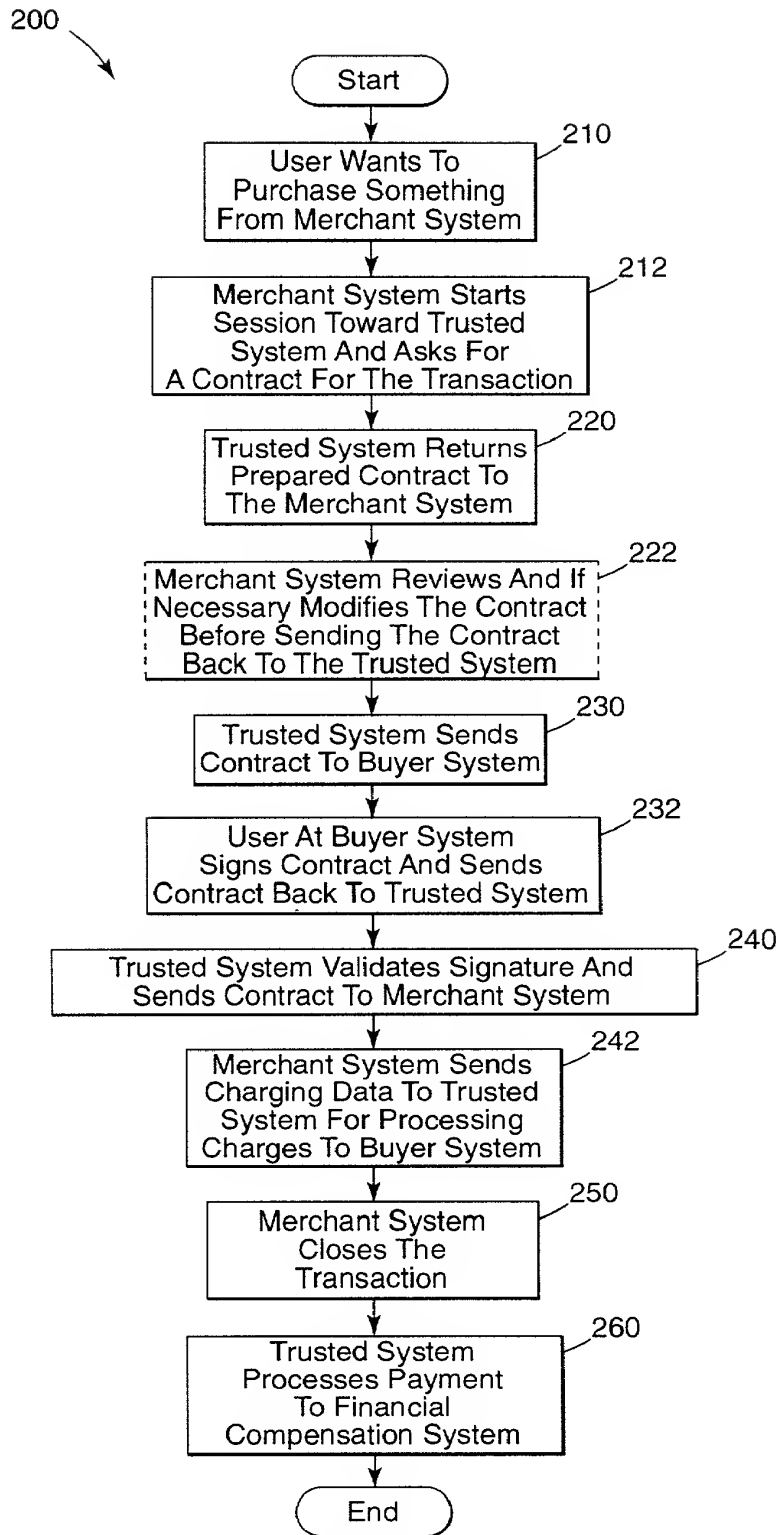 200
Start
210
User Wants To
Purchase Something
From Merchant System
212
Merchant System Starts
Session Toward Trusted
System And Asks For
A Contract For The Transaction
220
Trusted System Returns
Prepared Contract To
The Merchant System
222
Merchant System Reviews And If
Necessary Modifies The Contract
Before Sending The Contract
Back To The Trusted System
230
Trusted System Sends
Contract To Buyer System
232
User At Buyer System
Signs Contract And Sends
Contract Back To Trusted System
240
Trusted System Validates Signature And
Sends Contract To Merchant System
242
Merchant System Sends
Charging Data To Trusted
System For Processing
Charges To Buyer System
250
Merchant System
Closes The
Transaction
260
Trusted System
Processes Payment
To Financial
Compensation System
End